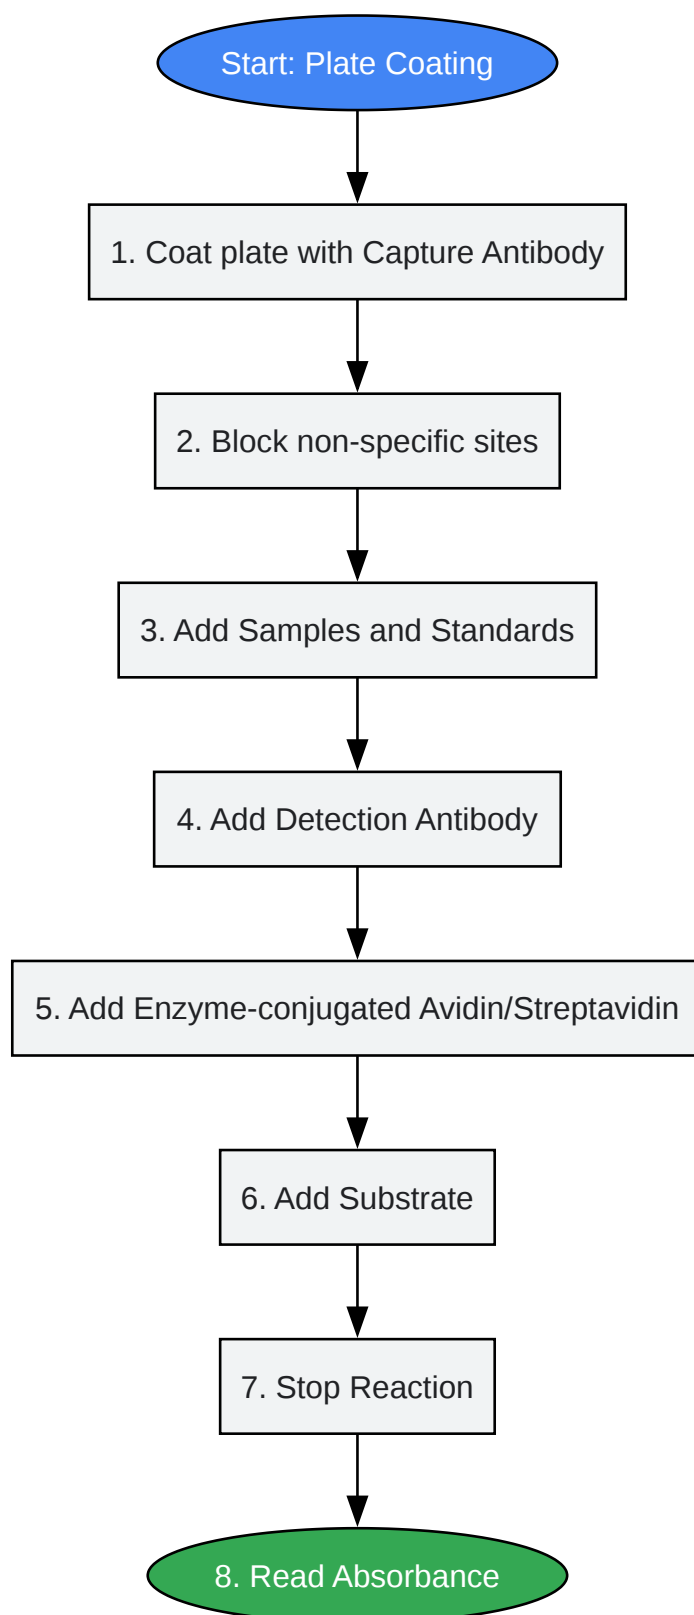 Start: Plate Coating
1. Coat plate with Capture Antibody
2. Block non-specific sites
3. Add Samples and Standards
4. Add Detection Antibody
5. Add Enzyme-conjugated Avidin/Streptavidin
6. Add Substrate
7. Stop Reaction
8. Read Absorbance